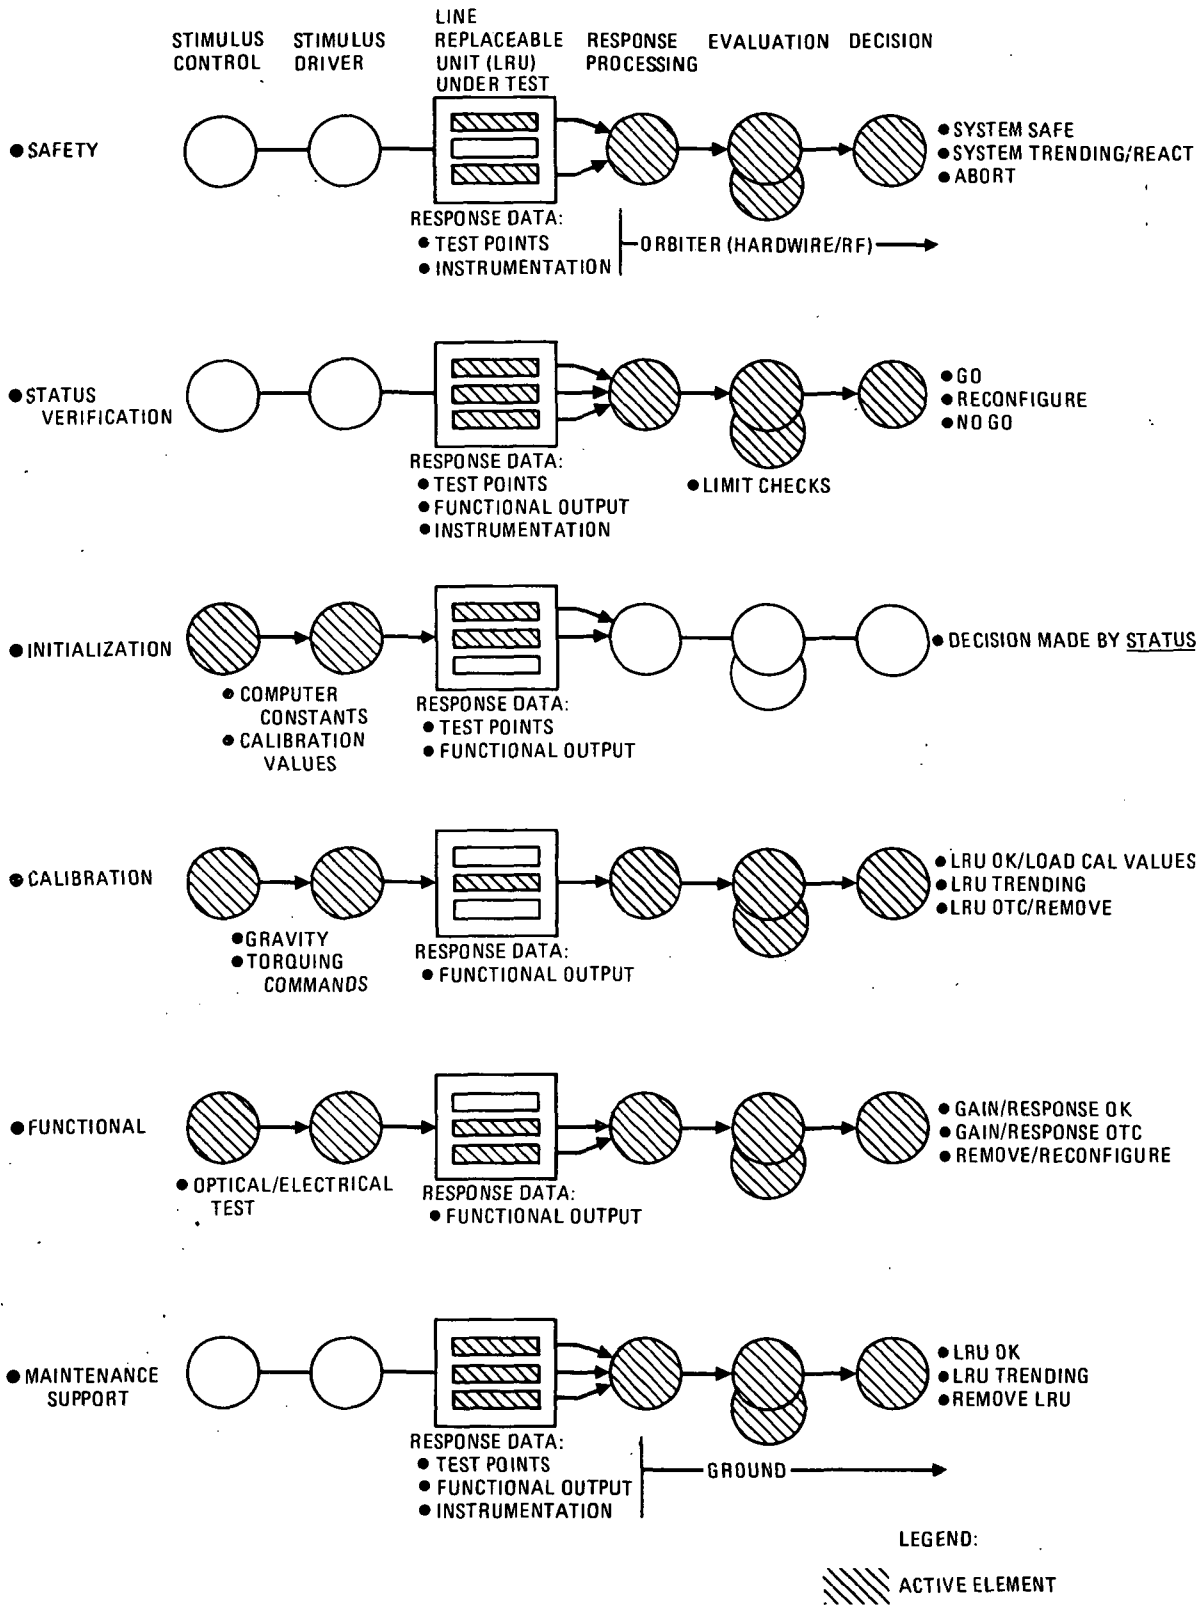 STIMULUS CONTROL
STIMULUS DRIVER
LINE REPLACEABLE UNIT (LRU) UNDER TEST
RESPONSE PROCESSING
EVALUATION
DECISION
● SAFETY
● SYSTEM SAFE
● SYSTEM TRENDING/REACT
● ABORT
RESPONSE DATA:
● TEST POINTS
● INSTRUMENTATION
ORBITER (HARDWIRE/RF)
● STATUS
VERIFICATION
● GO
● RECONFIGURE
● NO GO
RESPONSE DATA:
● TEST POINTS
● FUNCTIONAL OUTPUT
● INSTRUMENTATION
● LIMIT CHECKS
● INITIALIZATION
● DECISION MADE BY STATUS
● COMPUTER
CONSTANTS
● CALIBRATION
VALUES
RESPONSE DATA:
● TEST POINTS
● FUNCTIONAL OUTPUT
● CALIBRATION
● LRU OK/LOAD CAL VALUES
● LRU TRENDING
● LRU OTC/REMOVE
● GRAVITY
● TORQUING
COMMANDS
RESPONSE DATA:
● FUNCTIONAL OUTPUT
● FUNCTIONAL
● GAIN/RESPONSE OK
● GAIN/RESPONSE OTC
● REMOVE/RECONFIGURE
● OPTICAL/ELECTRICAL
TEST
RESPONSE DATA:
● FUNCTIONAL OUTPUT
● MAINTENANCE
SUPPORT
● LRU OK
● LRU TRENDING
● REMOVE LRU
RESPONSE DATA:
● TEST POINTS
● FUNCTIONAL OUTPUT
● INSTRUMENTATION
GROUND
LEGEND:
ACTIVE ELEMENT